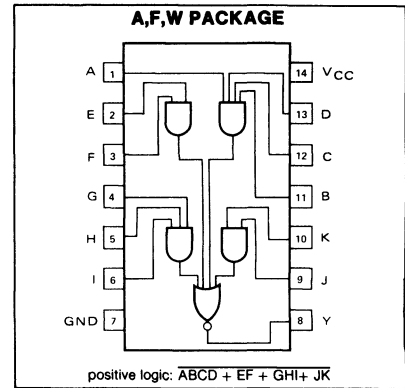 A,F,W PACKAGE
A 1 14 VCC
E 2 13 D
F 3 12 C
G 4 11 B
H 5 10 K
I 6 9 J
GND 7 8 Y
positive logic: ABCD + EF + GHI+ JK